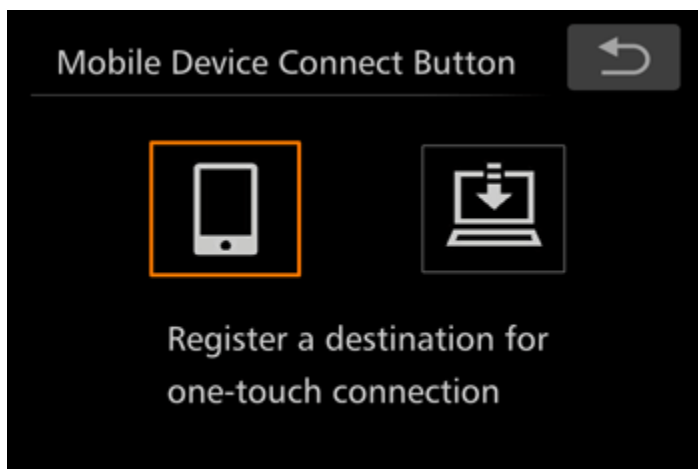 Mobile Device Connect Button
Register a destination for
one-touch connection